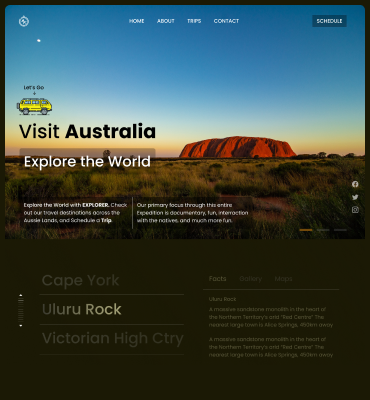 HOME ABOUT TRIPS CONTACT SCHEDULE
Let's Go
Visit Australia
Explore the World
Explore the World with EXPLORER. Check
out our travel destinations across the
Aussie Lands, and Schedule a Trip.
Our primary focus through this entire
Expedition is documentary, fun, interraction
with the natives, and much more fun.
Cape York
Uluru Rock
Victorian High Ctry
Facts Gallery Maps
Uluru Rock
A massive sandstone monolith in the heart of
the Northern Territory's arid "Red Centre". The
nearest large town is Alice Springs, 450km away.
A massive sandstone monolith in the heart of
the Northern Territory's arid "Red Centre". The
nearest large town is Alice Springs, 450km away.